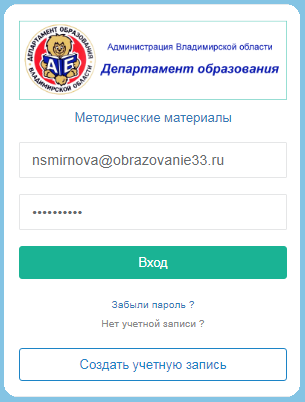 ДЕПАРТАМЕНТ ОБРАЗОВАНИЯ
ВЛАДИМИРСКОЙ ОБЛАСТИ
Администрация Владимирской области
Департамент образования
Методические материалы
nsmirnova@obrazovanie33.ru
••••••••••
Вход
Забыли пароль ?
Нет учетной записи ?
Создать учетную запись